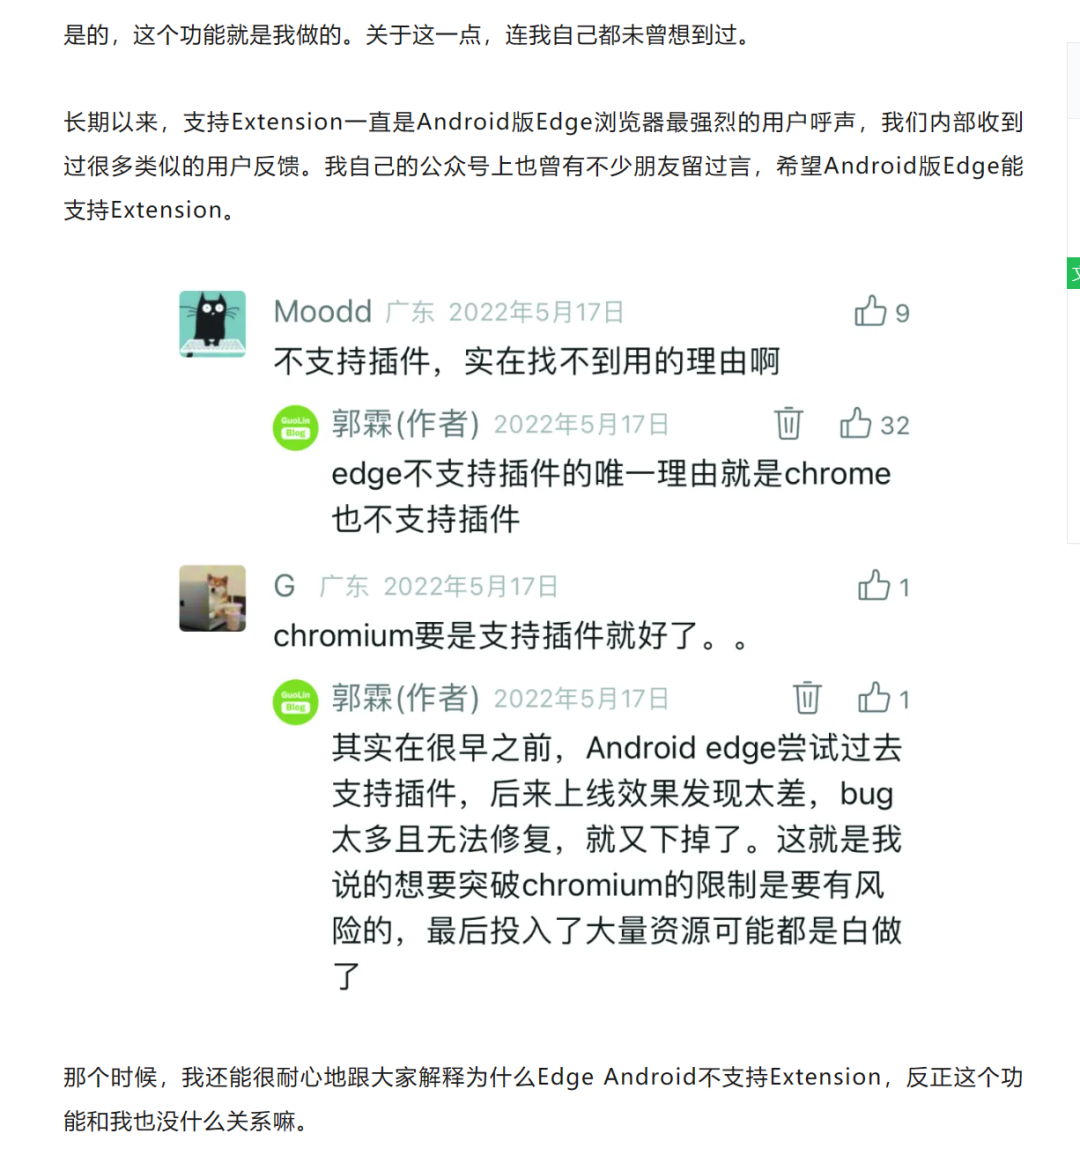 是的，这个功能就是我做的。关于这一点，连我自己都未曾想到过。
长期以来，支持Extension一直是Android版Edge浏览器最强烈的用户呼声，我们内部收到
过很多类似的用户反馈。我自己的公众号上也曾有不少朋友留过言，希望Android版Edge能
支持Extension。
Moodd 广东 2022年5月17日 9
不支持插件，实在找不到用的理由啊
GuoLin
Blog
郭霖(作者) 2022年5月17日 32
edge不支持插件的唯一理由就是chrome
也不支持插件
G 广东 2022年5月17日 1
chromium要是支持插件就好了。。
GuoLin
Blog
郭霖(作者) 2022年5月17日 1
其实在很早之前，Android edge尝试过去
支持插件，后来上线效果发现太差，bug
太多且无法修复，就又下掉了。这就是我
说的想要突破chromium的限制是要有风
险的，最后投入了大量资源可能都是白做
了
那个时候，我还能很耐心地跟大家解释为什么Edge Android不支持Extension，反正这个功
能和我也没什么关系嘛。